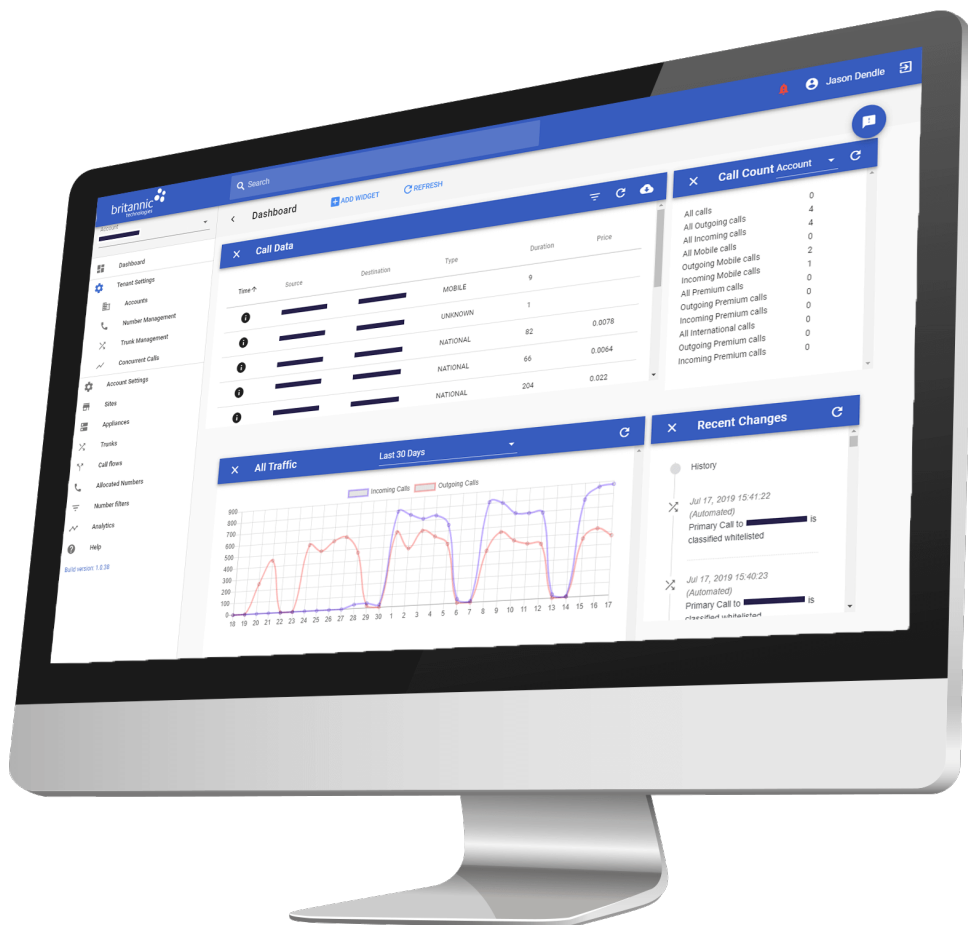 britannic
technologies
Search
Jason Dendle
Account
Dashboard
Tenant Settings
Accounts
Number Management
Trunk Management
Concurrent Calls
Account Settings
Sites
Appliances
Trunks
Call flows
Allocated Numbers
Number filters
Analytics
Help
Build version: 1.0.38
Dashboard
ADD WIDGET
REFRESH
Call Data
Time Source Destination Type Duration Price
MOBILE 9
UNKNOWN 1
NATIONAL 82 0.0078
NATIONAL 66 0.0064
NATIONAL 204 0.022
Call Count Account
All calls 0
All Outgoing calls 4
All Incoming calls 4
All Mobile calls 0
Outgoing Mobile calls 2
Incoming Mobile calls 1
All Premium calls 0
Outgoing Premium calls 0
Incoming Premium calls 0
All International calls 0
Outgoing Premium calls 0
Incoming Premium calls 0
All Traffic
Last 30 Days
Incoming Calls Outgoing Calls
900
800
700
600
500
400
300
200
100
0
18 19 20 21 22 23 24 25 26 27 28 29 30 1 2 3 4 5 6 7 8 9 10 11 12 13 14 15 16 17
Recent Changes
History
Jul 17, 2019 15:41:22
(Automated)
Primary Call to is
classified whitelisted
Jul 17, 2019 15:40:23
(Automated)
Primary Call to is
classified whitelisted